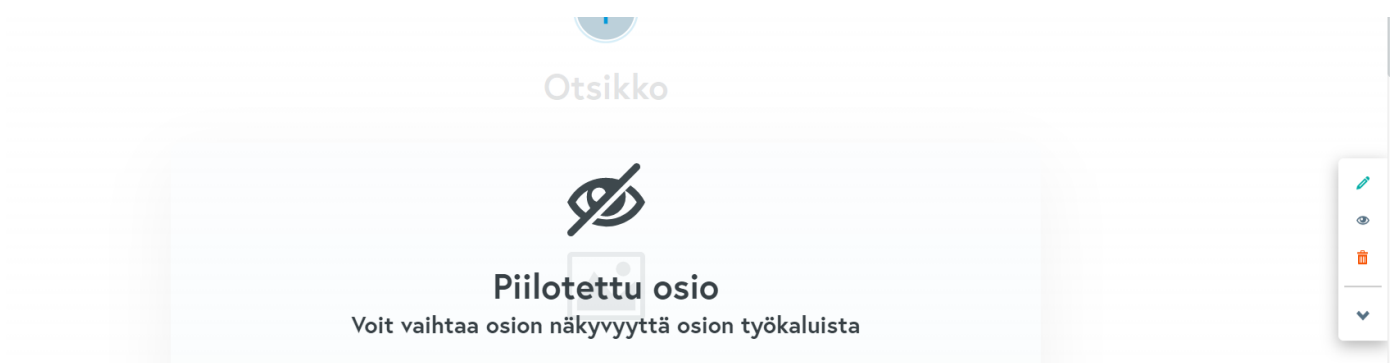 Otsikko
Piilotettu osio
Voit vaihtaa osion näkyvyyttä osion työkaluista